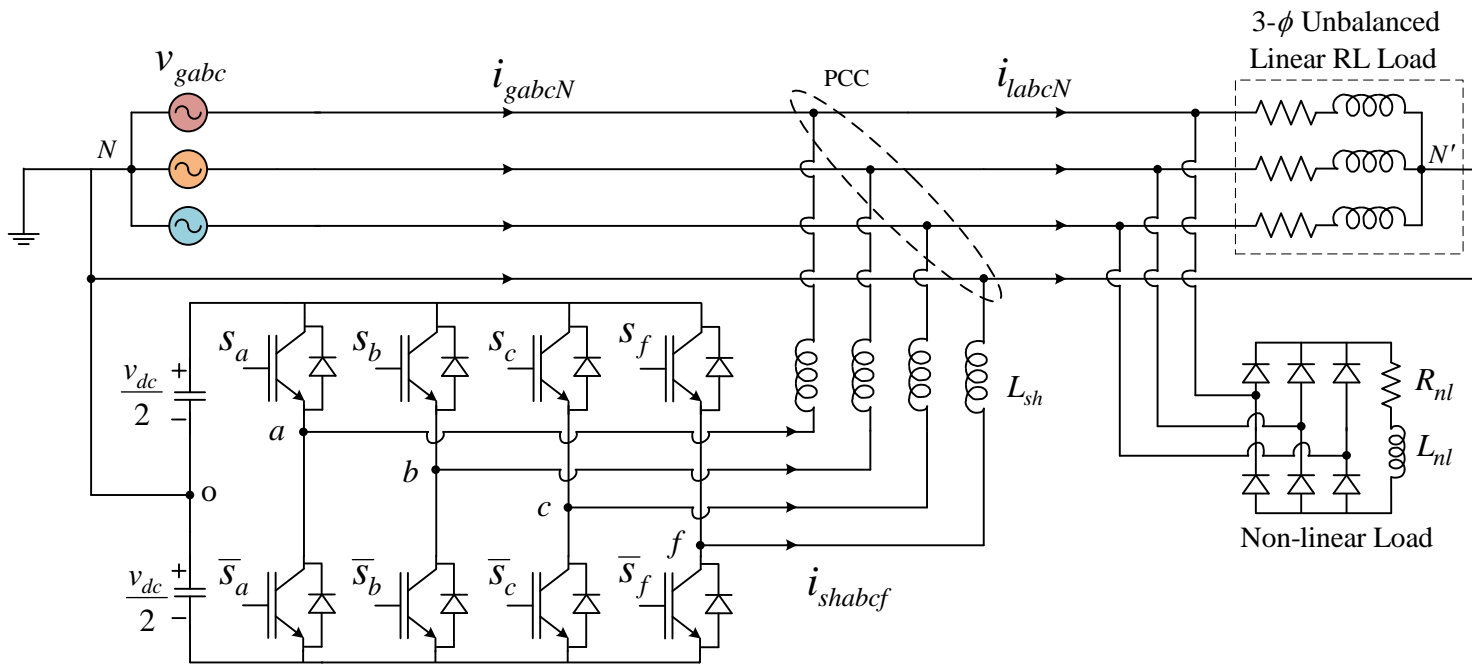 3-ϕ Unbalanced
Linear RL Load
v_gabc
i_gabcN
PCC
i_labcN
N
N'
s_a
s_b
s_c
s_f
v_dc
2
+
-
a
b
c
f
o
L_sh
R_nl
L_nl
Non-linear Load
s̅_a
s̅_b
s̅_c
s̅_f
v_dc
2
+
-
i_shabcf